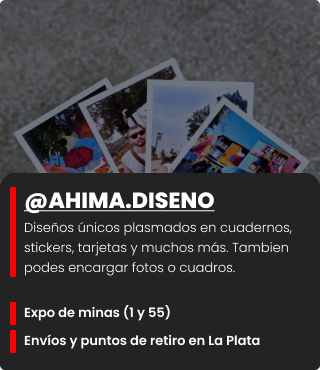 @AHIMA.DISENO
Diseños únicos plasmados en cuadernos,
stickers, tarjetas y muchos más. Tambien
podes encargar fotos o cuadros.
Expo de minas (1 y 55)
Envíos y puntos de retiro en La Plata